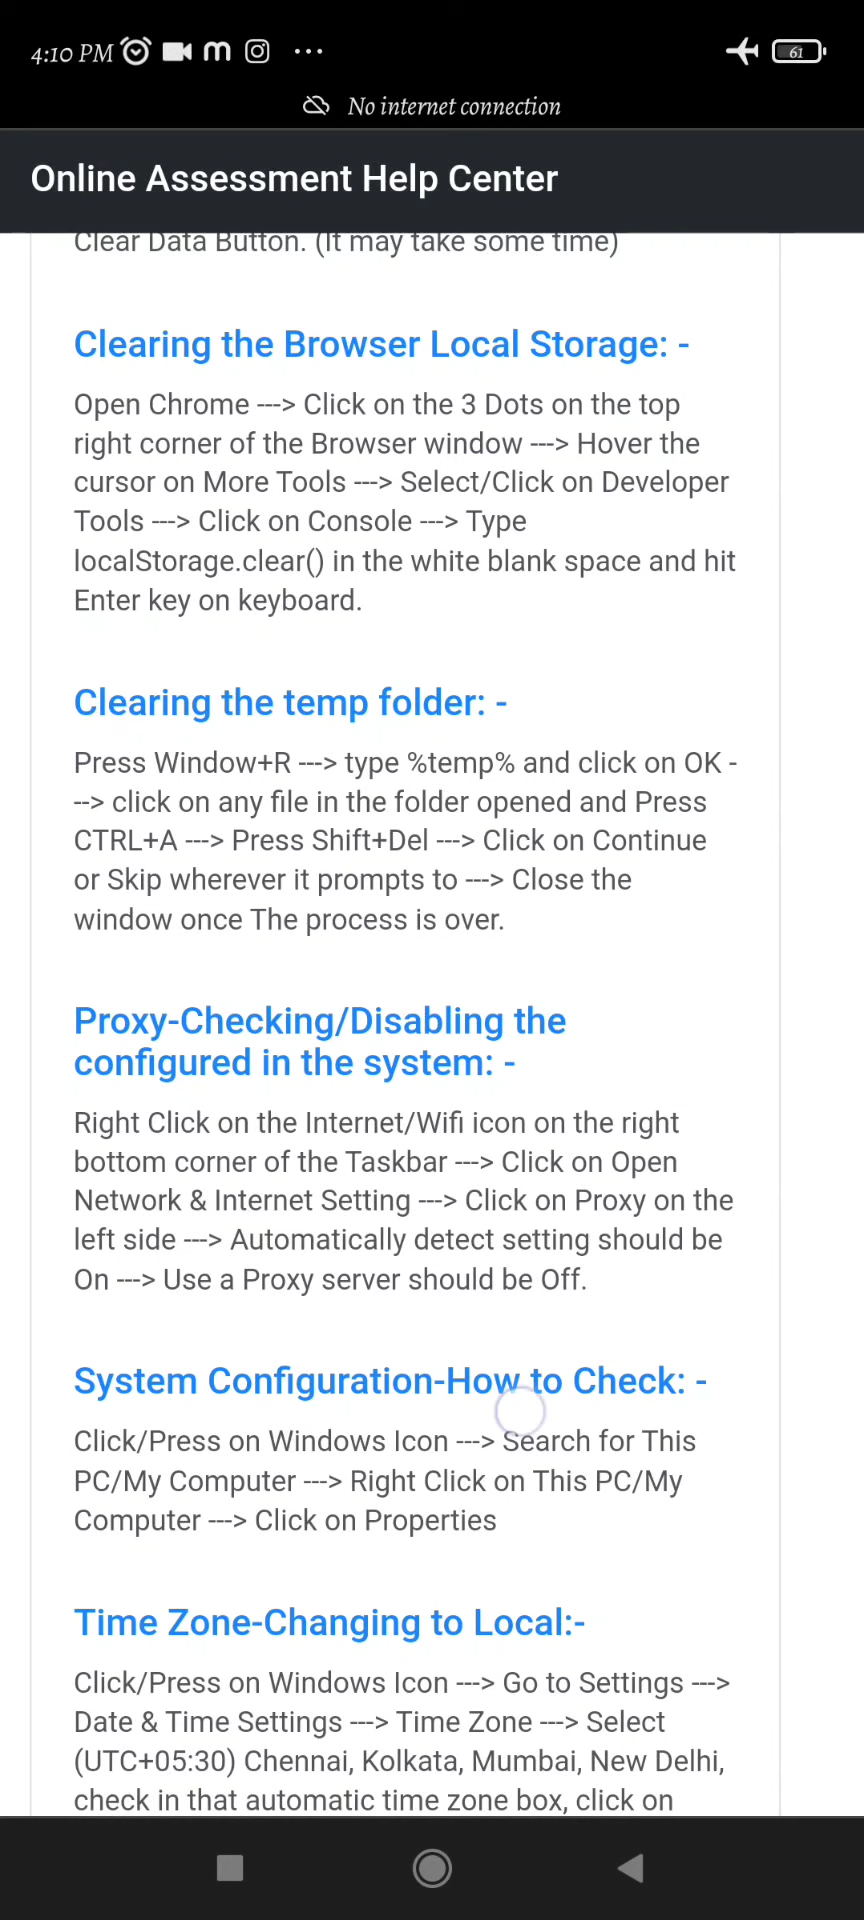 4:10 PM
61
No internet connection
Online Assessment Help Center
Clear Data Button. (It may take some time)
Clearing the Browser Local Storage: -
Open Chrome ---> Click on the 3 Dots on the top
right corner of the Browser window ---> Hover the
cursor on More Tools ---> Select/Click on Developer
Tools ---> Click on Console ---> Type
localStorage.clear() in the white blank space and hit
Enter key on keyboard.
Clearing the temp folder: -
Press Window+R ---> type %temp% and click on OK -
--> click on any file in the folder opened and Press
CTRL+A ---> Press Shift+Del ---> Click on Continue
or Skip wherever it prompts to ---> Close the
window once The process is over.
Proxy-Checking/Disabling the
configured in the system: -
Right Click on the Internet/Wifi icon on the right
bottom corner of the Taskbar ---> Click on Open
Network & Internet Setting ---> Click on Proxy on the
left side ---> Automatically detect setting should be
On ---> Use a Proxy server should be Off.
System Configuration-How to Check: -
Click/Press on Windows Icon ---> Search for This
PC/My Computer ---> Right Click on This PC/My
Computer ---> Click on Properties
Time Zone-Changing to Local:-
Click/Press on Windows Icon ---> Go to Settings --->
Date & Time Settings ---> Time Zone ---> Select
(UTC+05:30) Chennai, Kolkata, Mumbai, New Delhi,
check in that automatic time zone box, click on